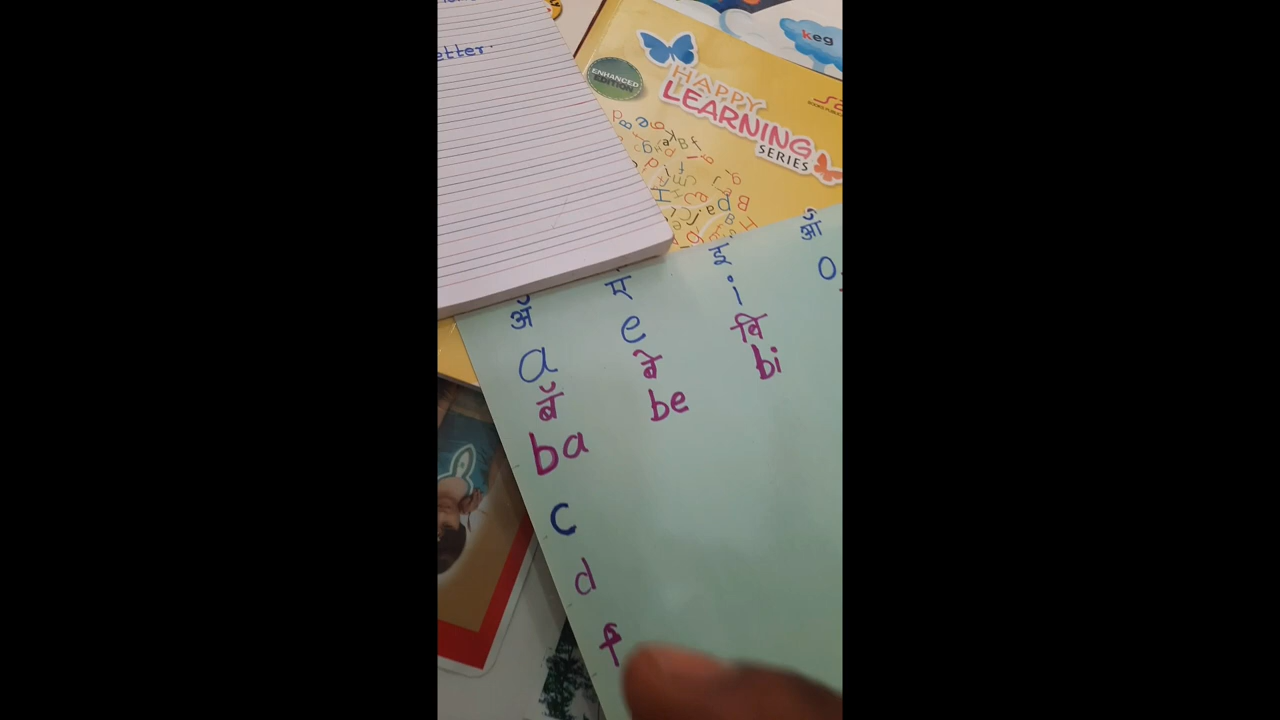 etter.
keg
ENHANCED
EDITION
HAPPY
LEARNING
SERIES
अॅ ए इ ऑ
a e i o
बॅ बे बि
ba be bi
c
d
f